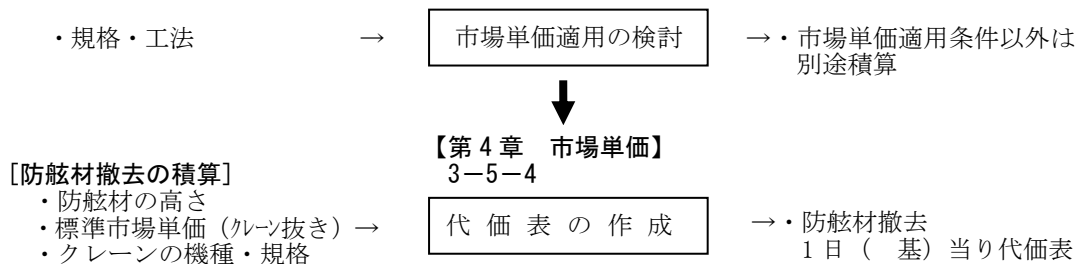 ・規格・工法 → 市場単価適用の検討 →・市場単価適用条件以外は
別途積算
【第4章 市場単価】
3-5-4
[防舷材撤去の積算]
・防舷材の高さ
・標準市場単価(クレーン抜き)→ 代価表の作成 →・防舷材撤去
・クレーンの機種・規格 1日( 基)当り代価表